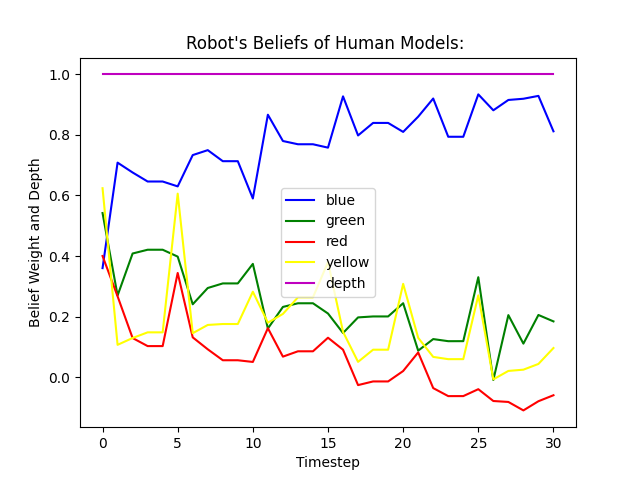 Robot's Beliefs of Human Models:
Belief Weight and Depth
1.0
0.8
0.6
0.4
0.2
0.0
blue
green
red
yellow
depth
0 5 10 15 20 25 30
Timestep